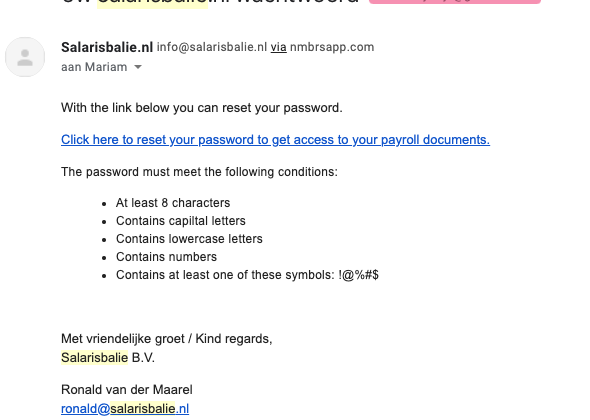 Uw Salarisbalie.nl wachtwoord
Salarisbalie.nl info@salarisbalie.nl via nmbrsapp.com
aan Mariam
With the link below you can reset your password.
Click here to reset your password to get access to your payroll documents.
The password must meet the following conditions:
• At least 8 characters
• Contains capiltal letters
• Contains lowercase letters
• Contains numbers
• Contains at least one of these symbols: !@%#$
Met vriendelijke groet / Kind regards,
Salarisbalie B.V.
Ronald van der Maarel
ronald@salarisbalie.nl